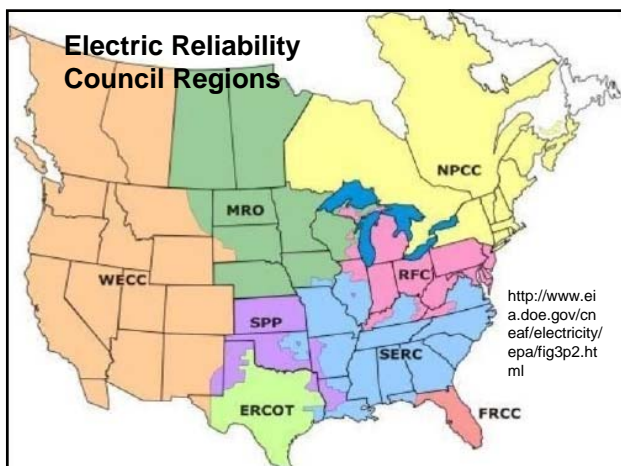 Electric Reliability
Council Regions
NPCC
MRO
WECC
RFC
SPP
SERC
ERCOT
FRCC
http://www.ei
a.doe.gov/cn
eaf/electricity/
epa/fig3p2.ht
ml